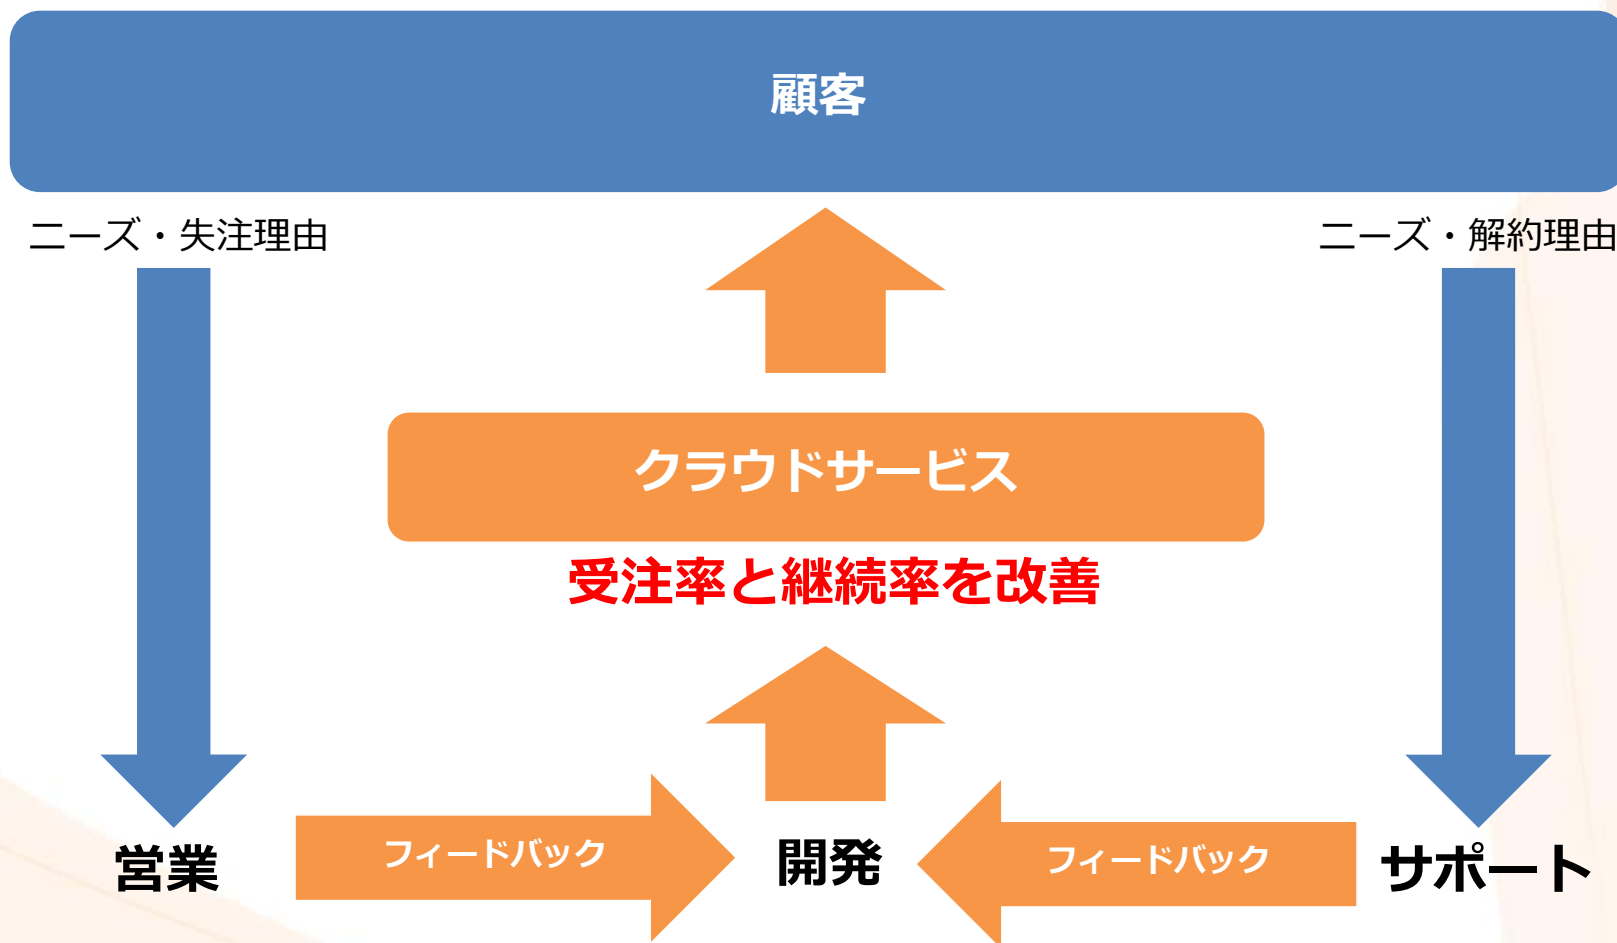 顧客
ニーズ・失注理由
ニーズ・解約理由
クラウドサービス
受注率と継続率を改善
営業
フィードバック
開発
フィードバック
サポート